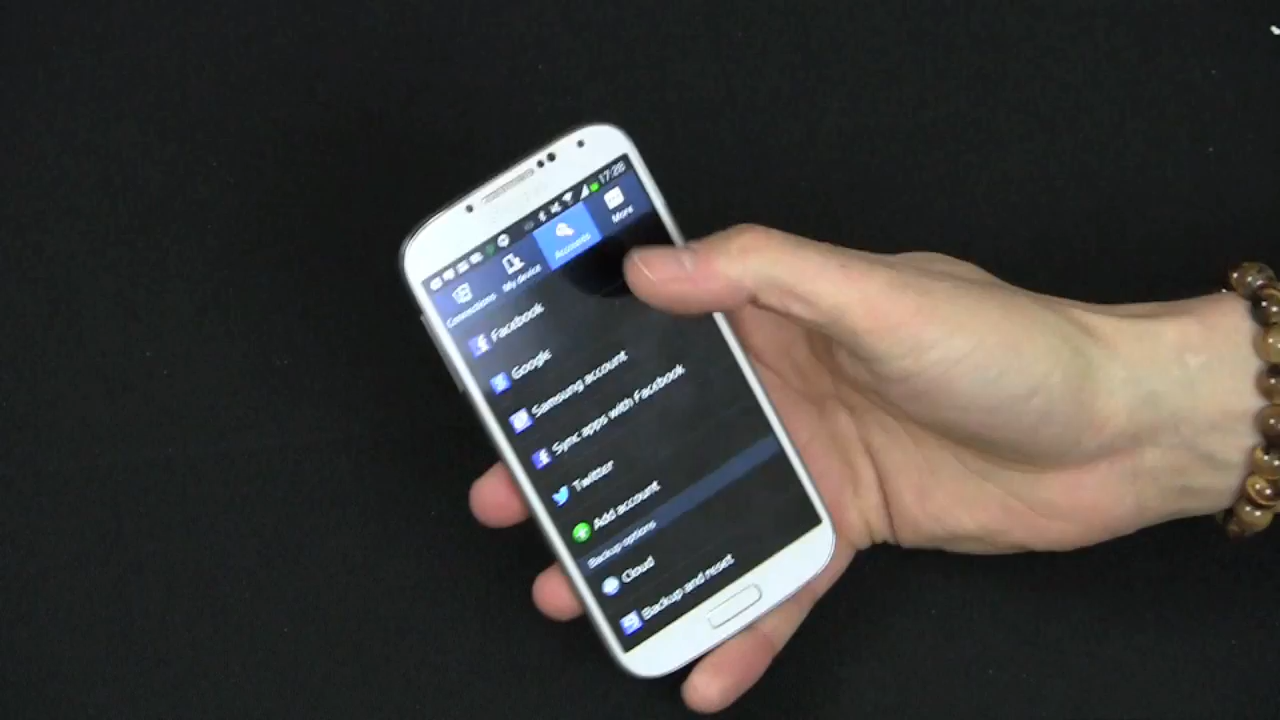 17:28
Connections
My device
Accounts
More
Facebook
Google
Samsung account
Sync apps with Facebook
Twitter
Add account
Backup options
Cloud
Backup and reset